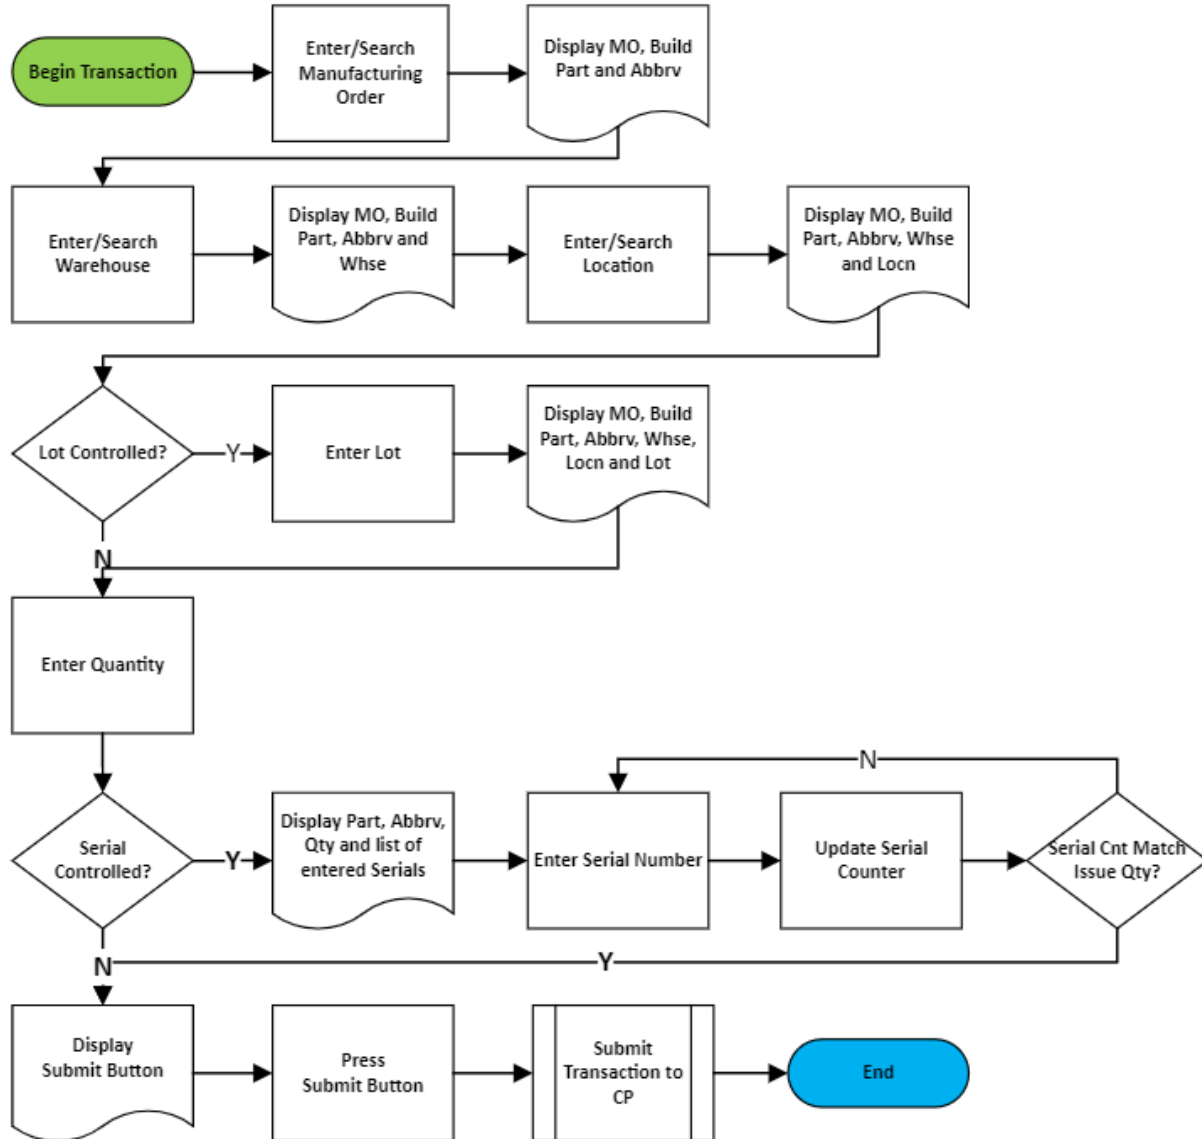 Begin Transaction
Enter/Search
Manufacturing
Order
Display MO, Build
Part and Abbrv
Enter/Search
Warehouse
Display MO, Build
Part, Abbrv and
Whse
Enter/Search
Location
Display MO, Build
Part, Abbrv, Whse
and Locn
Lot Controlled?
Y
Enter Lot
Display MO, Build
Part, Abbrv, Whse,
Locn and Lot
N
Enter Quantity
N
Serial
Controlled?
Y
Display Part, Abbrv,
Qty and list of
entered Serials
Enter Serial Number
Update Serial
Counter
Serial Cnt Match
Issue Qty?
N
Y
Display
Submit Button
Press
Submit Button
Submit
Transaction to
CP
End